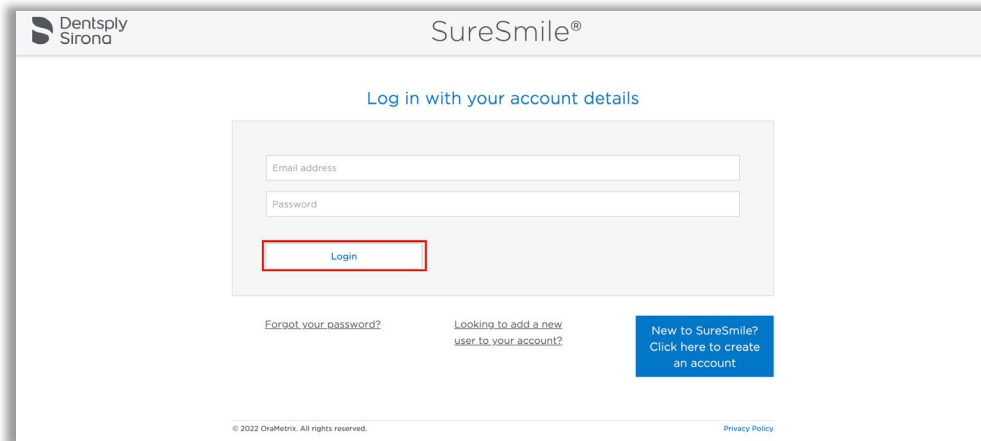 Dentsply
Sirona
SureSmile®
Log in with your account details
Email address
Password
Login
Forgot your password?
Looking to add a new
user to your account?
New to SureSmile?
Click here to create
an account
© 2022 OraMetrix. All rights reserved.
Privacy Policy